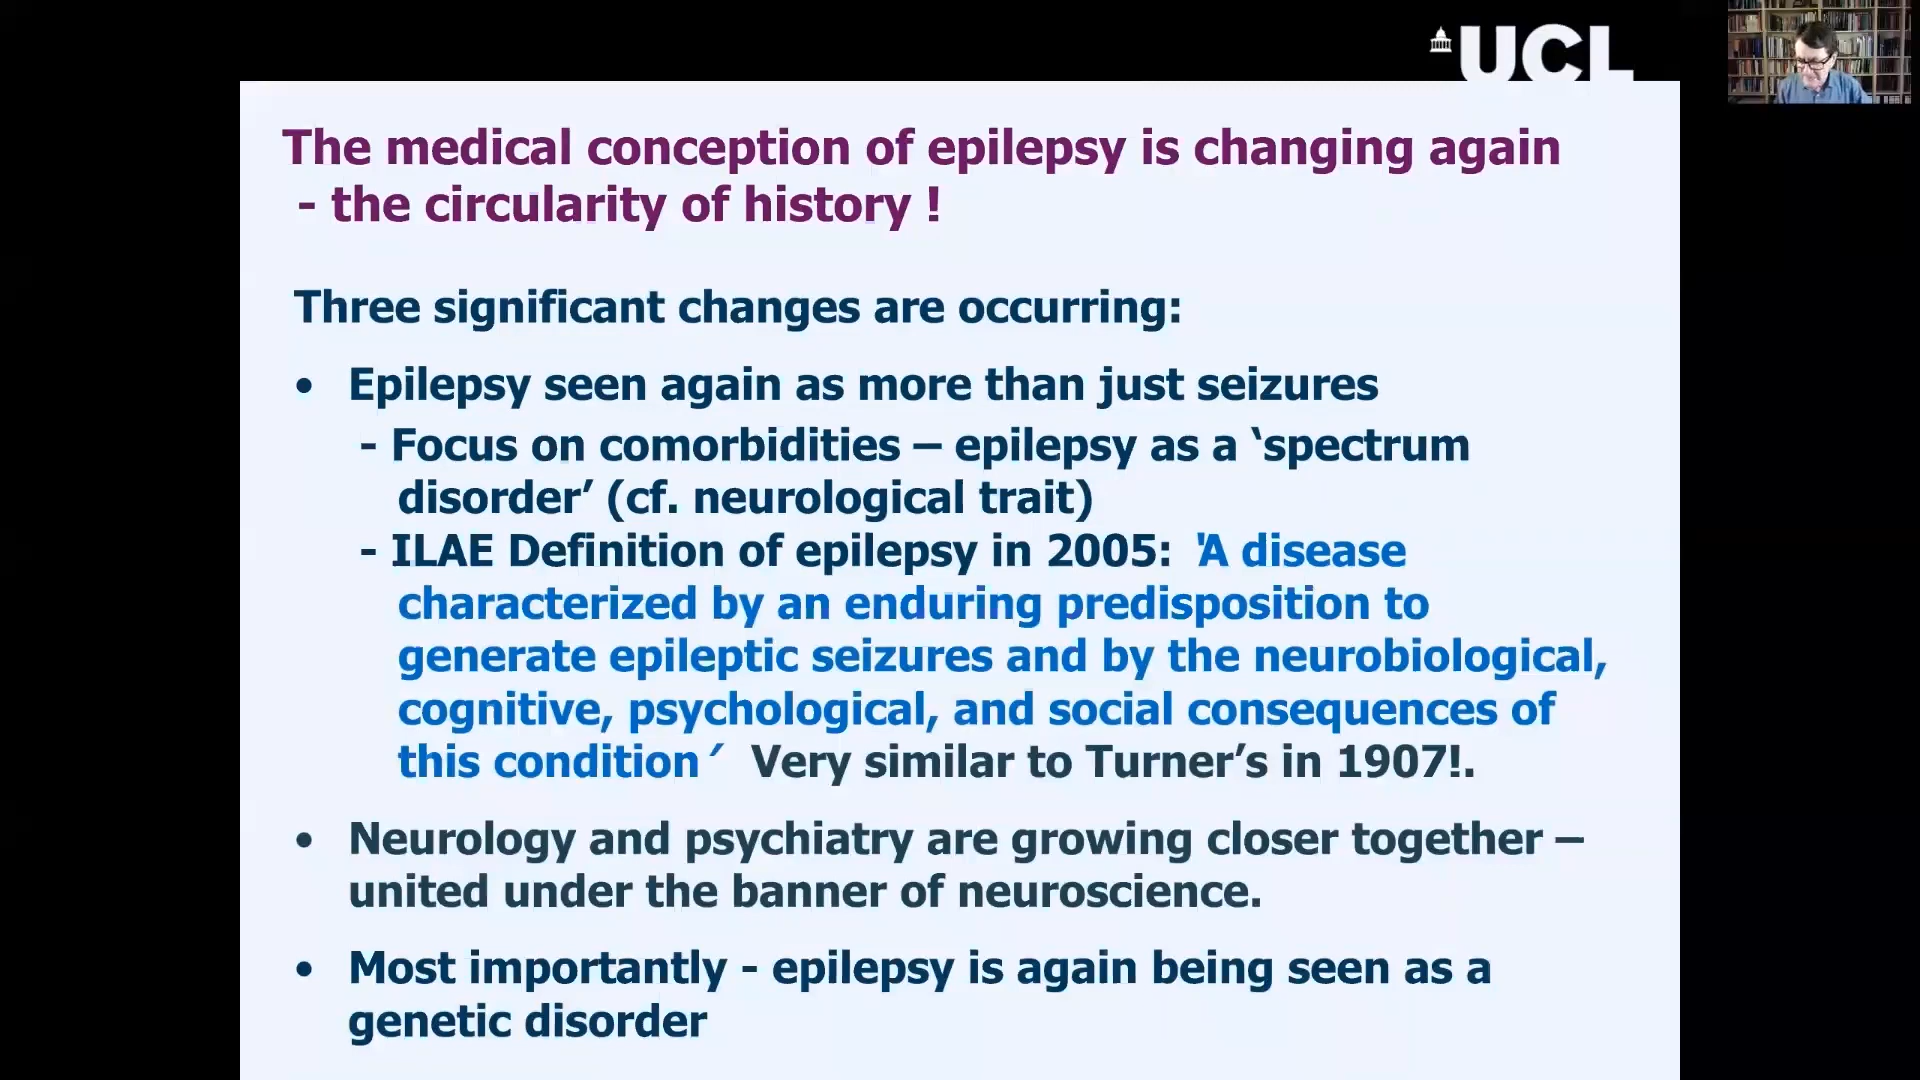 UCL
The medical conception of epilepsy is changing again
- the circularity of history !
Three significant changes are occurring:
• Epilepsy seen again as more than just seizures
- Focus on comorbidities – epilepsy as a ‘spectrum
disorder’ (cf. neurological trait)
- ILAE Definition of epilepsy in 2005: 'A disease
characterized by an enduring predisposition to
generate epileptic seizures and by the neurobiological,
cognitive, psychological, and social consequences of
this condition ′ Very similar to Turner’s in 1907!.
• Neurology and psychiatry are growing closer together –
united under the banner of neuroscience.
• Most importantly - epilepsy is again being seen as a
genetic disorder